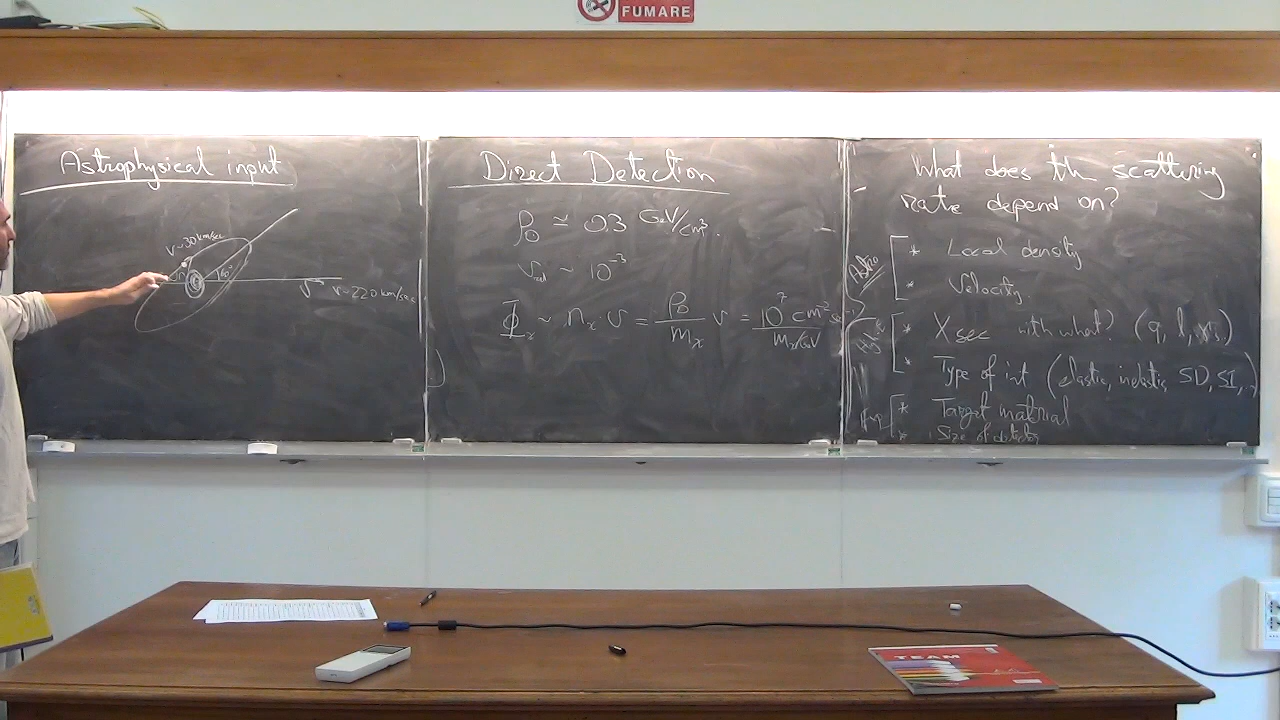 FUMARE
Astrophysical input
v~30 km/sec
60°
v~220 km/sec
Direct Detection
ρ₀ ≃ 0.3 GeV/cm³.
v ~ 10⁻³
Φχ ~ nχ · v = ρ₀/mχ v = 10⁷ cm⁻² / mχ/GeV
What does the scattering
rate depend on?
Astro
* Local density
* Velocity.
* X sec with what? (q, l,
* Type of int (elastic, inelastic, SD, SI, ..)
* Target material
* Size of detector
TEAM